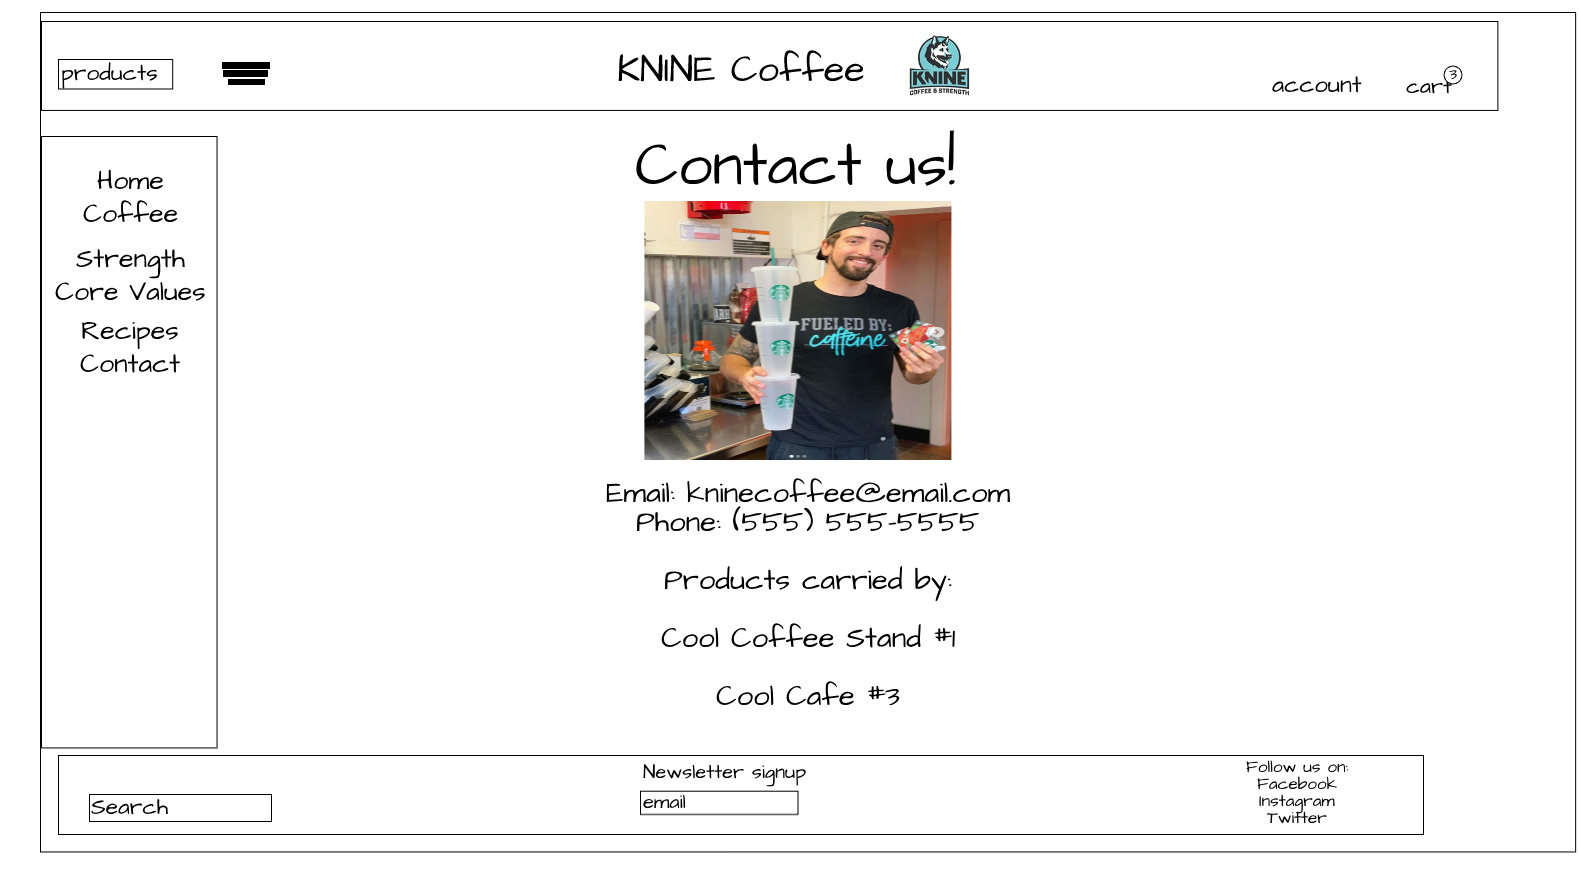 products
KNINE Coffee
KNINE
COFFEE & STRENGTH
account
cart
3
Home
Coffee
Strength
Core Values
Recipes
Contact
Contact us!
FUELED BY:
caffeine
Email: kninecoffee@email.com
Phone: (555) 555-5555
Products carried by:
Cool Coffee Stand #1
Cool Cafe #3
Search
Newsletter signup
email
Follow us on:
Facebook
Instagram
Twitter